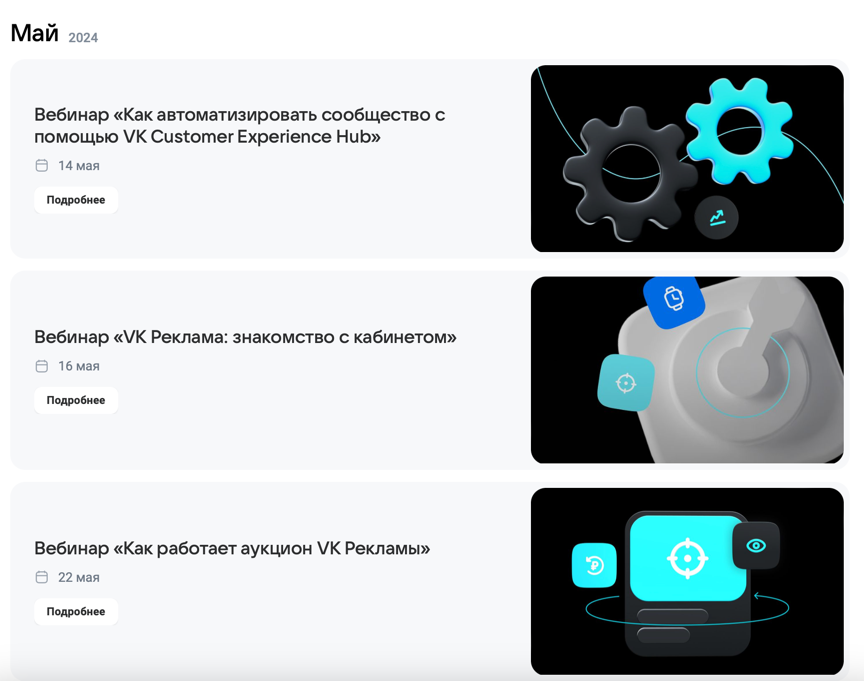 Май 2024
Вебинар «Как автоматизировать сообщество с
помощью VK Customer Experience Hub»
14 мая
Подробнее
Вебинар «VK Реклама: знакомство с кабинетом»
16 мая
Подробнее
Вебинар «Как работает аукцион VK Рекламы»
22 мая
Подробнее